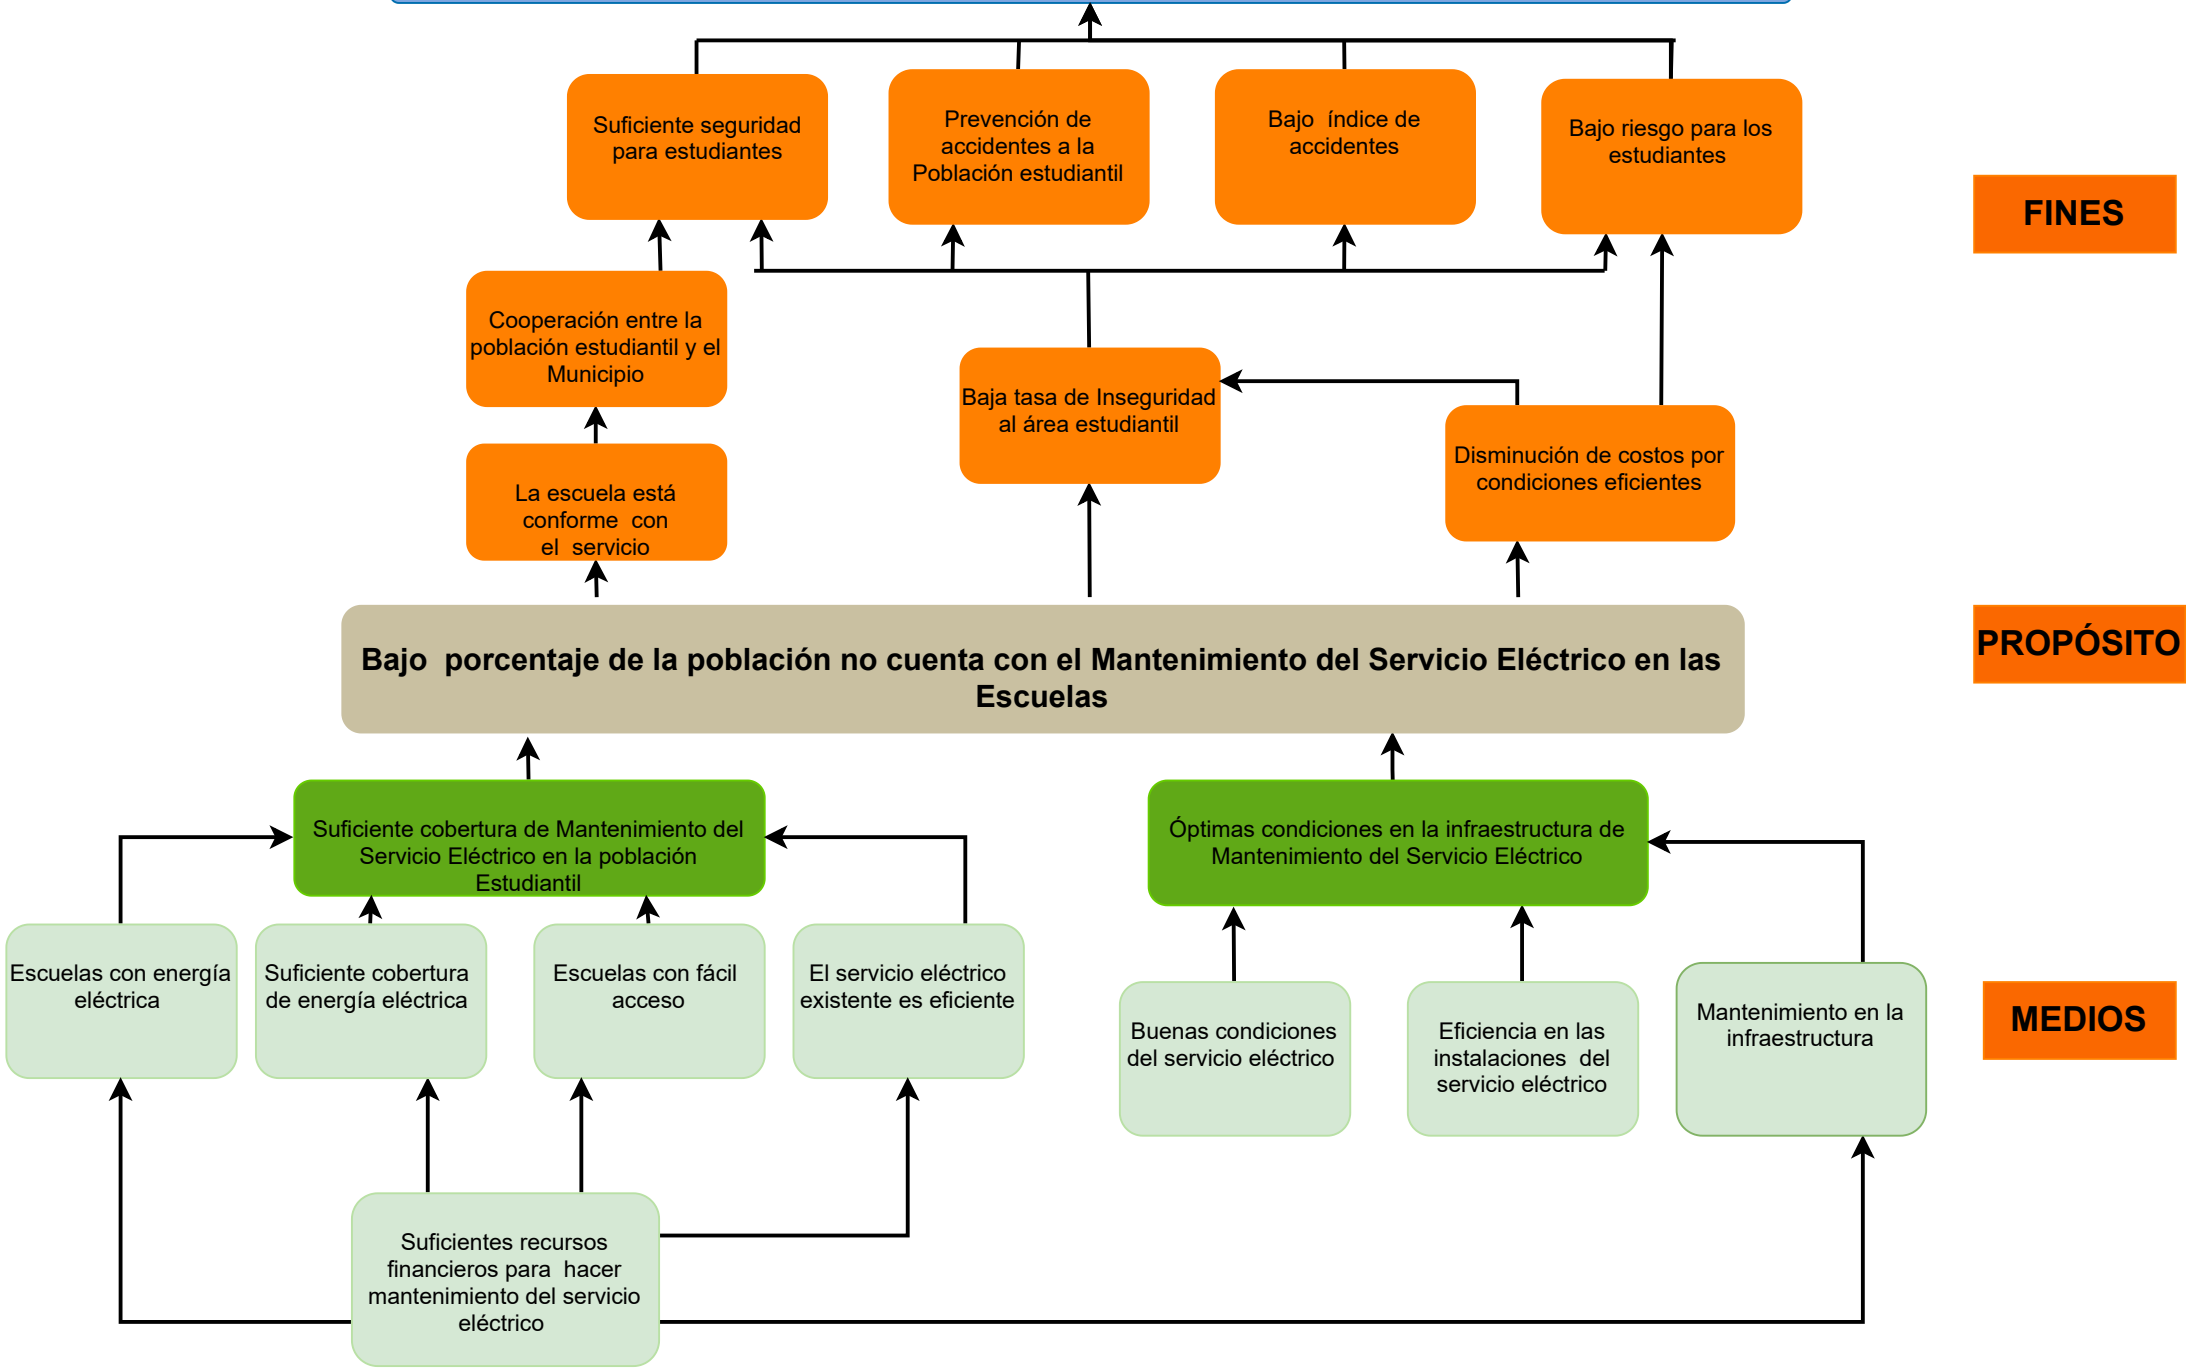 Suficiente seguridad
para estudiantes
Prevención de
accidentes a la
Población estudiantil
Bajo índice de
accidentes
Bajo riesgo para los
estudiantes
FINES
Cooperación entre la
población estudiantil y el
Municipio
Baja tasa de Inseguridad
al área estudiantil
Disminución de costos por
condiciones eficientes
La escuela está
conforme con
el servicio
Bajo porcentaje de la población no cuenta con el Mantenimiento del Servicio Eléctrico en las
Escuelas
PROPÓSITO
Suficiente cobertura de Mantenimiento del
Servicio Eléctrico en la población
Estudiantil
Óptimas condiciones en la infraestructura de
Mantenimiento del Servicio Eléctrico
Escuelas con energía
eléctrica
Suficiente cobertura
de energía eléctrica
Escuelas con fácil
acceso
El servicio eléctrico
existente es eficiente
Buenas condiciones
del servicio eléctrico
Eficiencia en las
instalaciones del
servicio eléctrico
Mantenimiento en la
infraestructura
MEDIOS
Suficientes recursos
financieros para hacer
mantenimiento del servicio
eléctrico